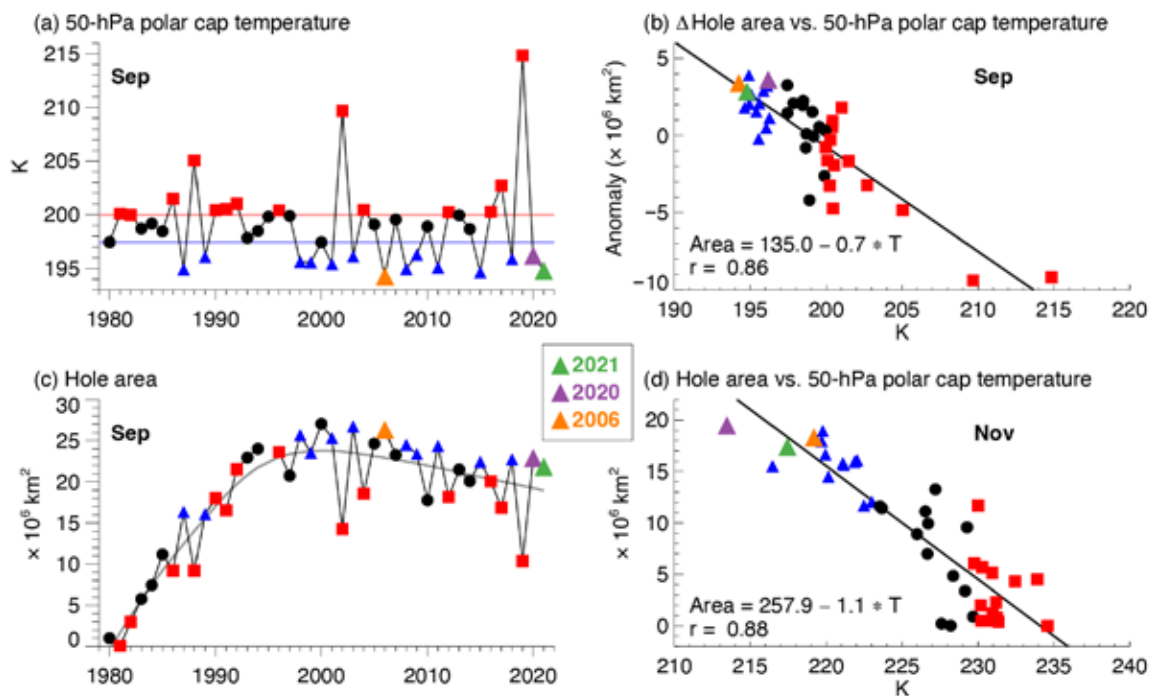 (a) 50-hPa polar cap temperature
215
210
205
200
195
K
Sep
1980
1990
2000
2010
2020
(b) Δ Hole area vs. 50-hPa polar cap temperature
5
0
−5
−10
Anomaly (× 10⁶ km²)
Sep
Area = 135.0 − 0.7 * T
r = 0.86
190
195
200
205
210
215
220
K
(c) Hole area
30
25
20
15
10
5
0
× 10⁶ km²
Sep
1980
1990
2000
2010
2020
2021
2020
2006
(d) Hole area vs. 50-hPa polar cap temperature
20
15
10
5
0
× 10⁶ km²
Nov
Area = 257.9 − 1.1 * T
r = 0.88
210
215
220
225
230
235
240
K